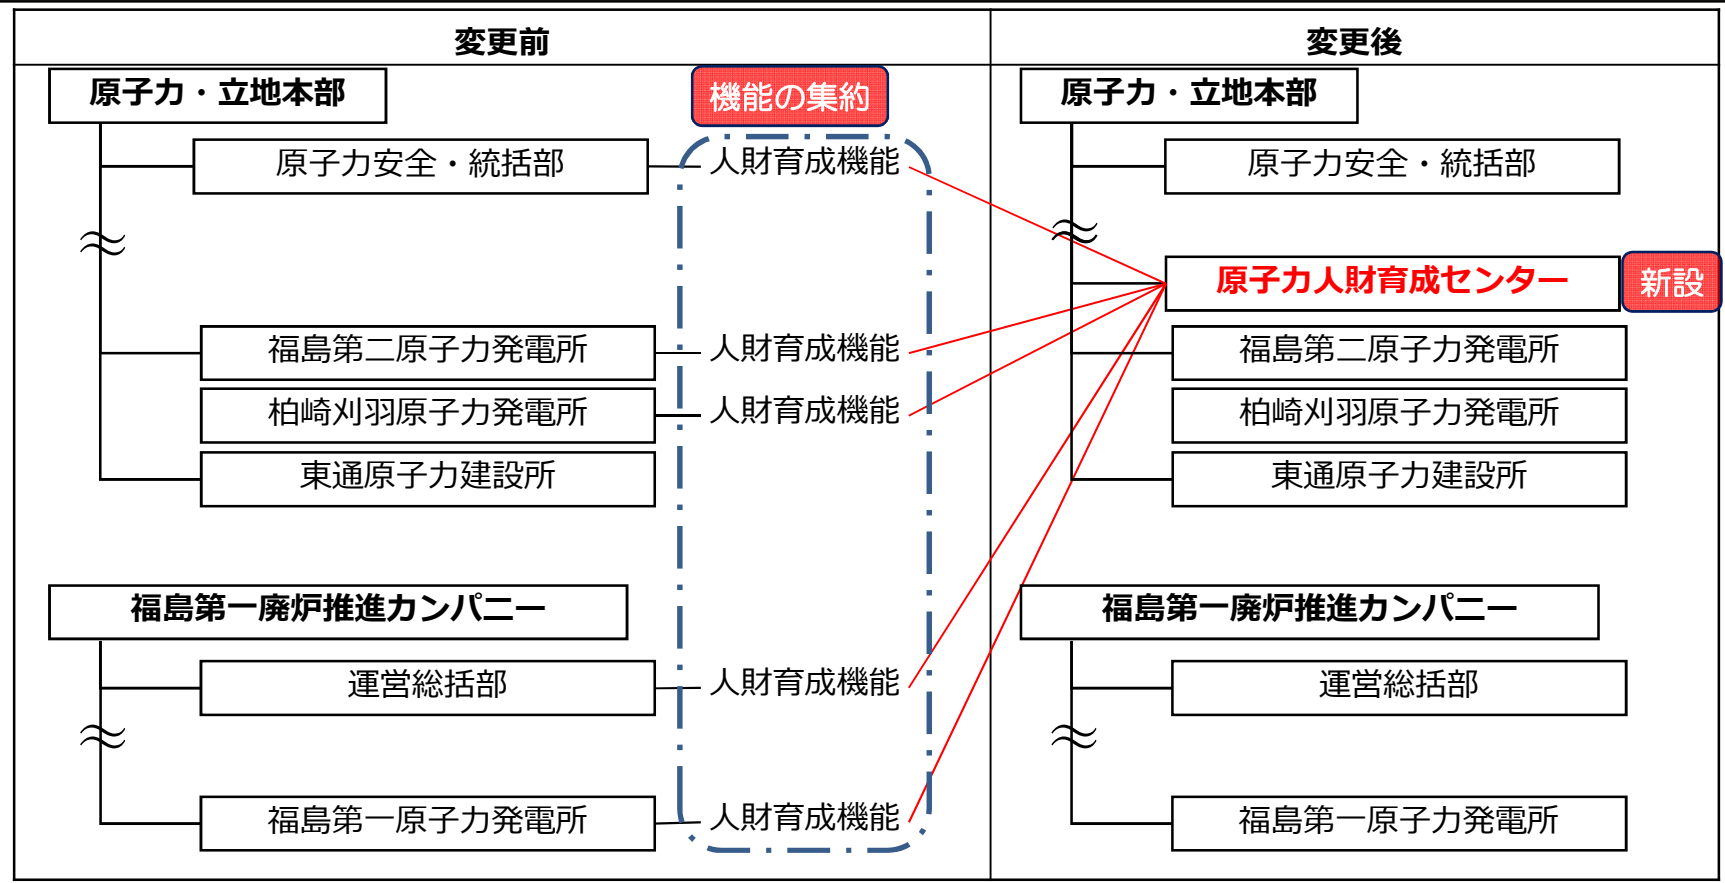 変更前
変更後
原子力・立地本部
機能の集約
原子力安全・統括部
人財育成機能
福島第二原子力発電所
人財育成機能
柏崎刈羽原子力発電所
人財育成機能
東通原子力建設所
福島第一廃炉推進カンパニー
運営総括部
人財育成機能
福島第一原子力発電所
人財育成機能
原子力・立地本部
原子力安全・統括部
原子力人財育成センター
新設
福島第二原子力発電所
柏崎刈羽原子力発電所
東通原子力建設所
福島第一廃炉推進カンパニー
運営総括部
福島第一原子力発電所